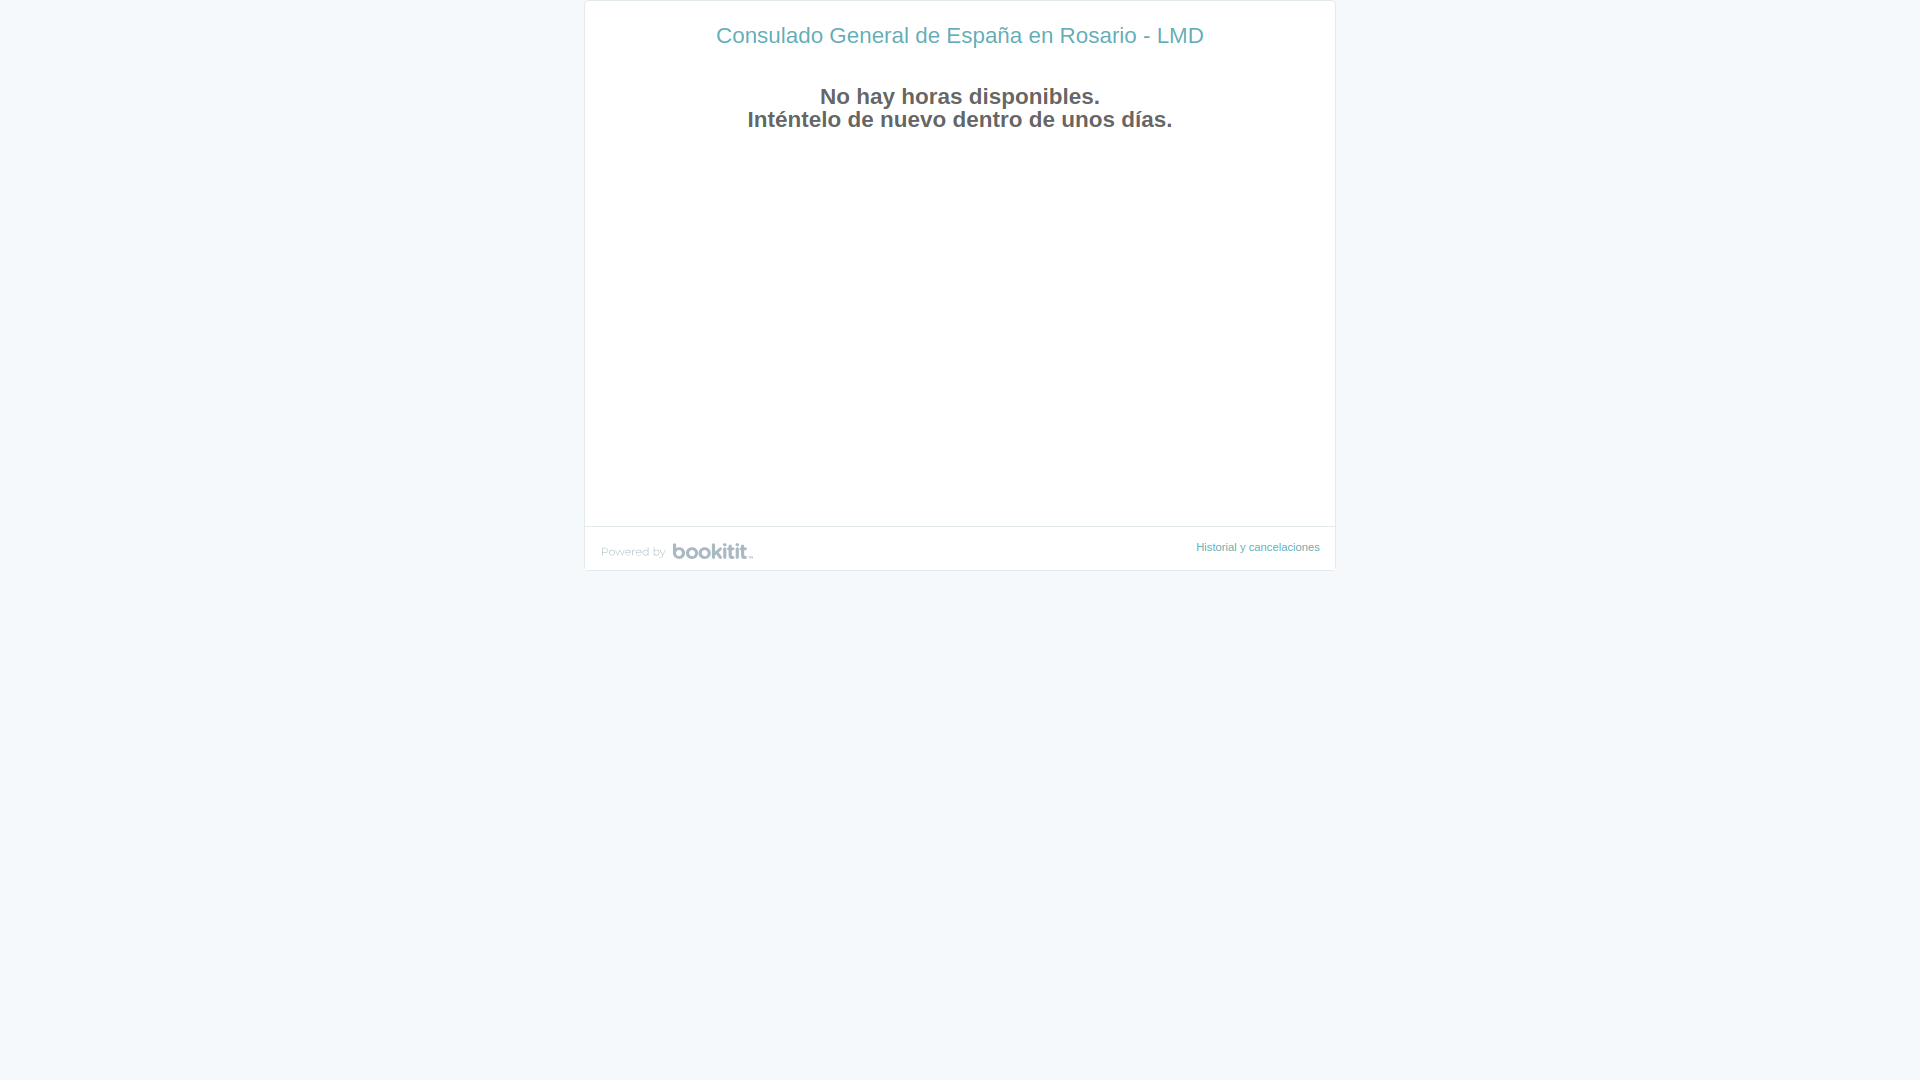 Consulado General de España en Rosario - LMD
No hay horas disponibles.
Inténtelo de nuevo dentro de unos días.
Powered by bookitit™
Historial y cancelaciones